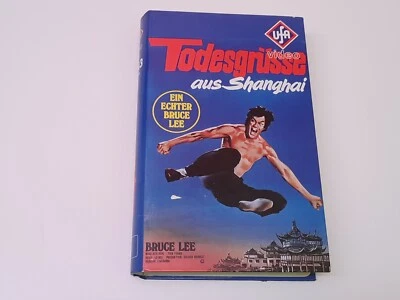 UFA
Video
Todesgrüsse
aus Shanghai
EIN
ECHTER
BRUCE
LEE
BRUCE LEE